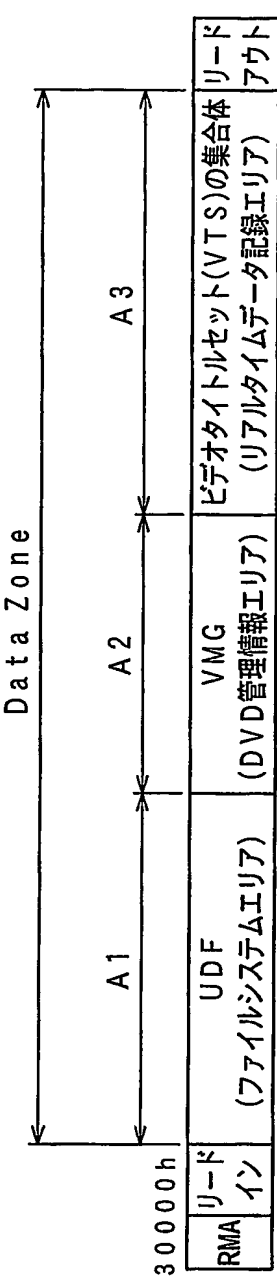 Data Zone
A1
A2
A3
30000h
RMA
リード
イン
UDF
(ファイルシステムエリア)
VMG
(DVD管理情報エリア)
ビデオタイトルセット(VTS)の集合体
(リアルタイムデータ記録エリア)
リード
アウト